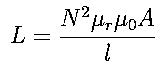 L = \frac{N^2 \mu_r \mu_0 A}{l}